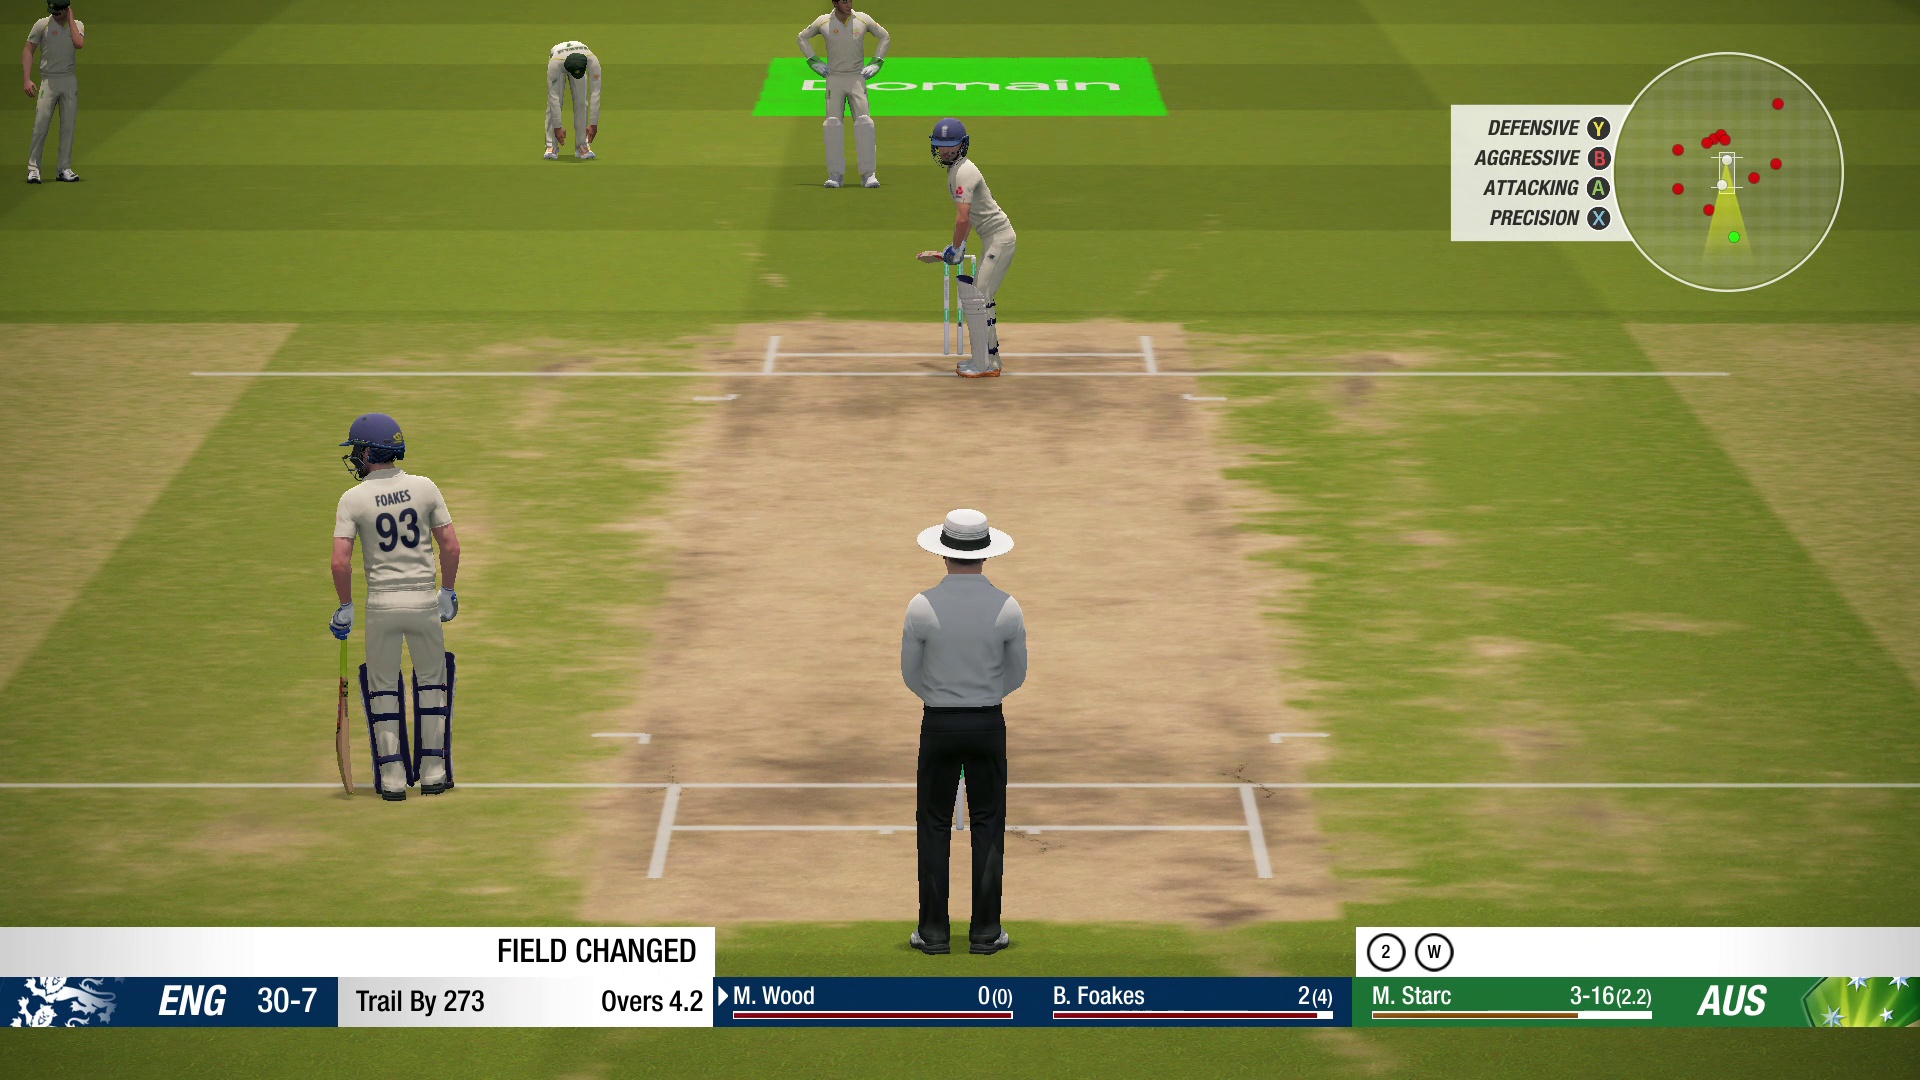 Domain
DEFENSIVE Y
AGGRESSIVE B
ATTACKING A
PRECISION X
FOAKES
93
FIELD CHANGED
2 W
ENG 30-7 Trail By 273 Overs 4.2 M. Wood 0(0) B. Foakes 2(4) M. Starc 3-16(2.2) AUS